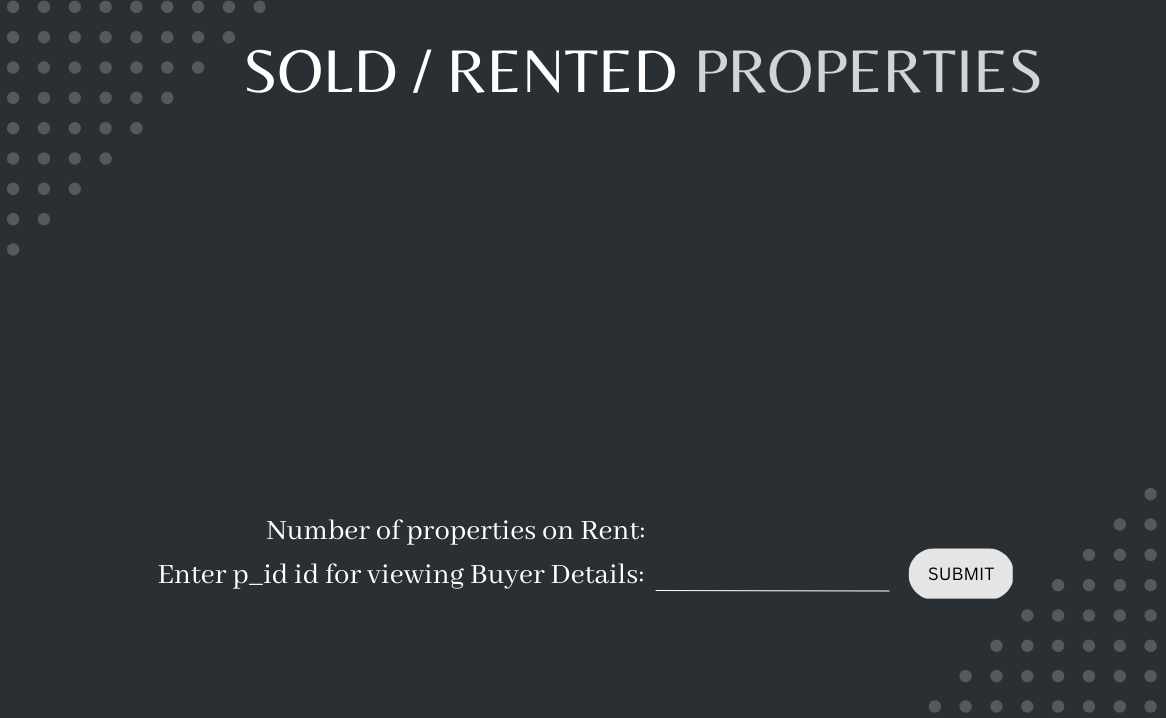 SOLD / RENTED PROPERTIES
Number of properties on Rent:
Enter p_id id for viewing Buyer Details:
SUBMIT